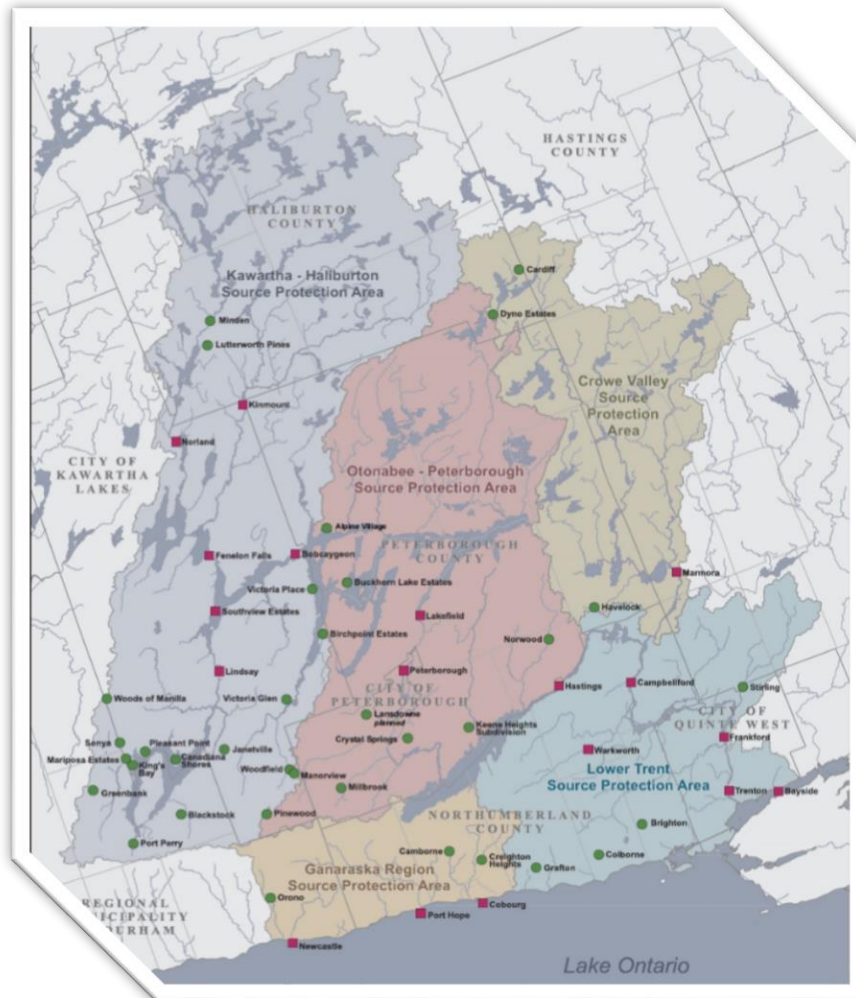 HASTINGS
COUNTY
HALIBURTON
COUNTY
Cardiff
Kawartha - Haliburton
Source Protection Area
Dyno Estates
Minden
Lutterworth Pines
Crowe Valley
Source
Protection
Area
Kinmount
Norland
CITY OF
KAWARTHA
LAKES
Otonabee - Peterborough
Source Protection Area
Alpine Village
PETERBOROUGH
COUNTY
Fenelon Falls
Bobcaygeon
Marmora
Buckhorn Lake Estates
Victoria Place
Havelock
Southview Estates
Lakefield
Birchpoint Estates
Norwood
Lindsay
Peterborough
Hastings
Campbellford
Stirling
CITY OF
PETERBOROUGH
Woods of Manilla
Victoria Glen
CITY OF
QUINTE WEST
Lansdowne
planned
Keene Heights
Subdivision
Crystal Springs
Frankford
Sonya
Pleasant Point
Janetville
Warkworth
Mariposa Estates
King's
Bay
Canadiana
Shores
Woodfield
Manorview
Lower Trent
Source Protection Area
Greenbank
Millbrook
Trenton
Bayside
Blackstock
Pinewood
NORTHUMBERLAND
COUNTY
Brighton
Port Perry
Camborne
Creighton
Heights
Colborne
Grafton
Ganaraska Region
Source Protection Area
Orono
REGIONAL
NICIPALITY
DURHAM
Cobourg
Port Hope
Newcastle
Lake Ontario